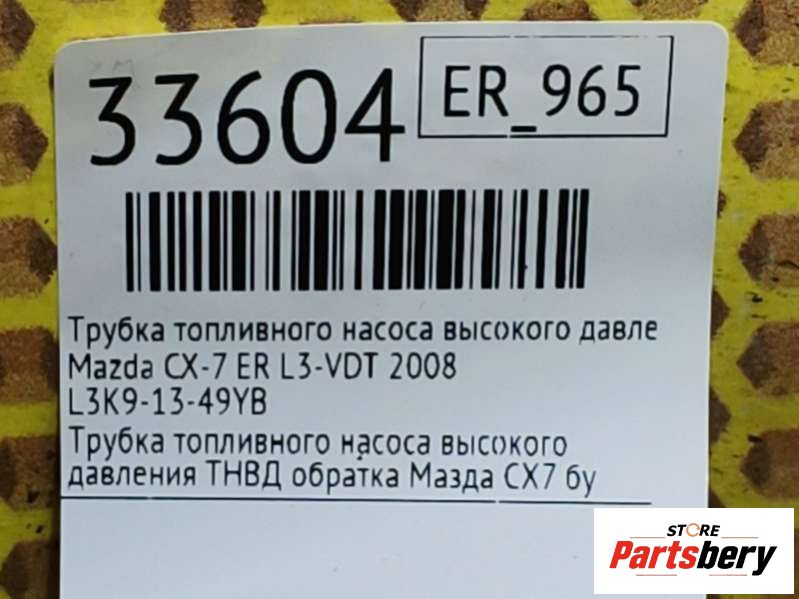 33604
ER_965
Трубка топливного насоса высокого давле
Mazda CX-7 ER L3-VDT 2008
L3K9-13-49YB
Трубка топливного насоса высокого
давления ТНВД обратка Мазда СХ7 бу
STORE
Partsbery